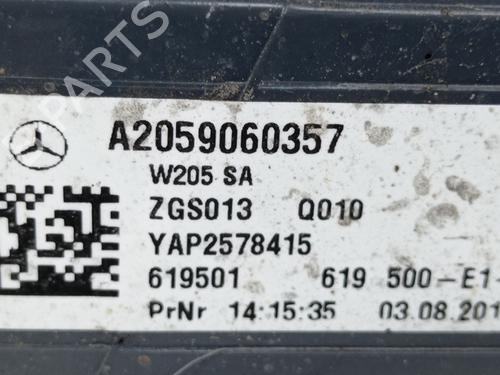 PARTS
A2059060357
W205 SA
ZGS013 Q010
YAP2578415
619501 619 500-E1-
PrNr 14:15:35 03.08.201